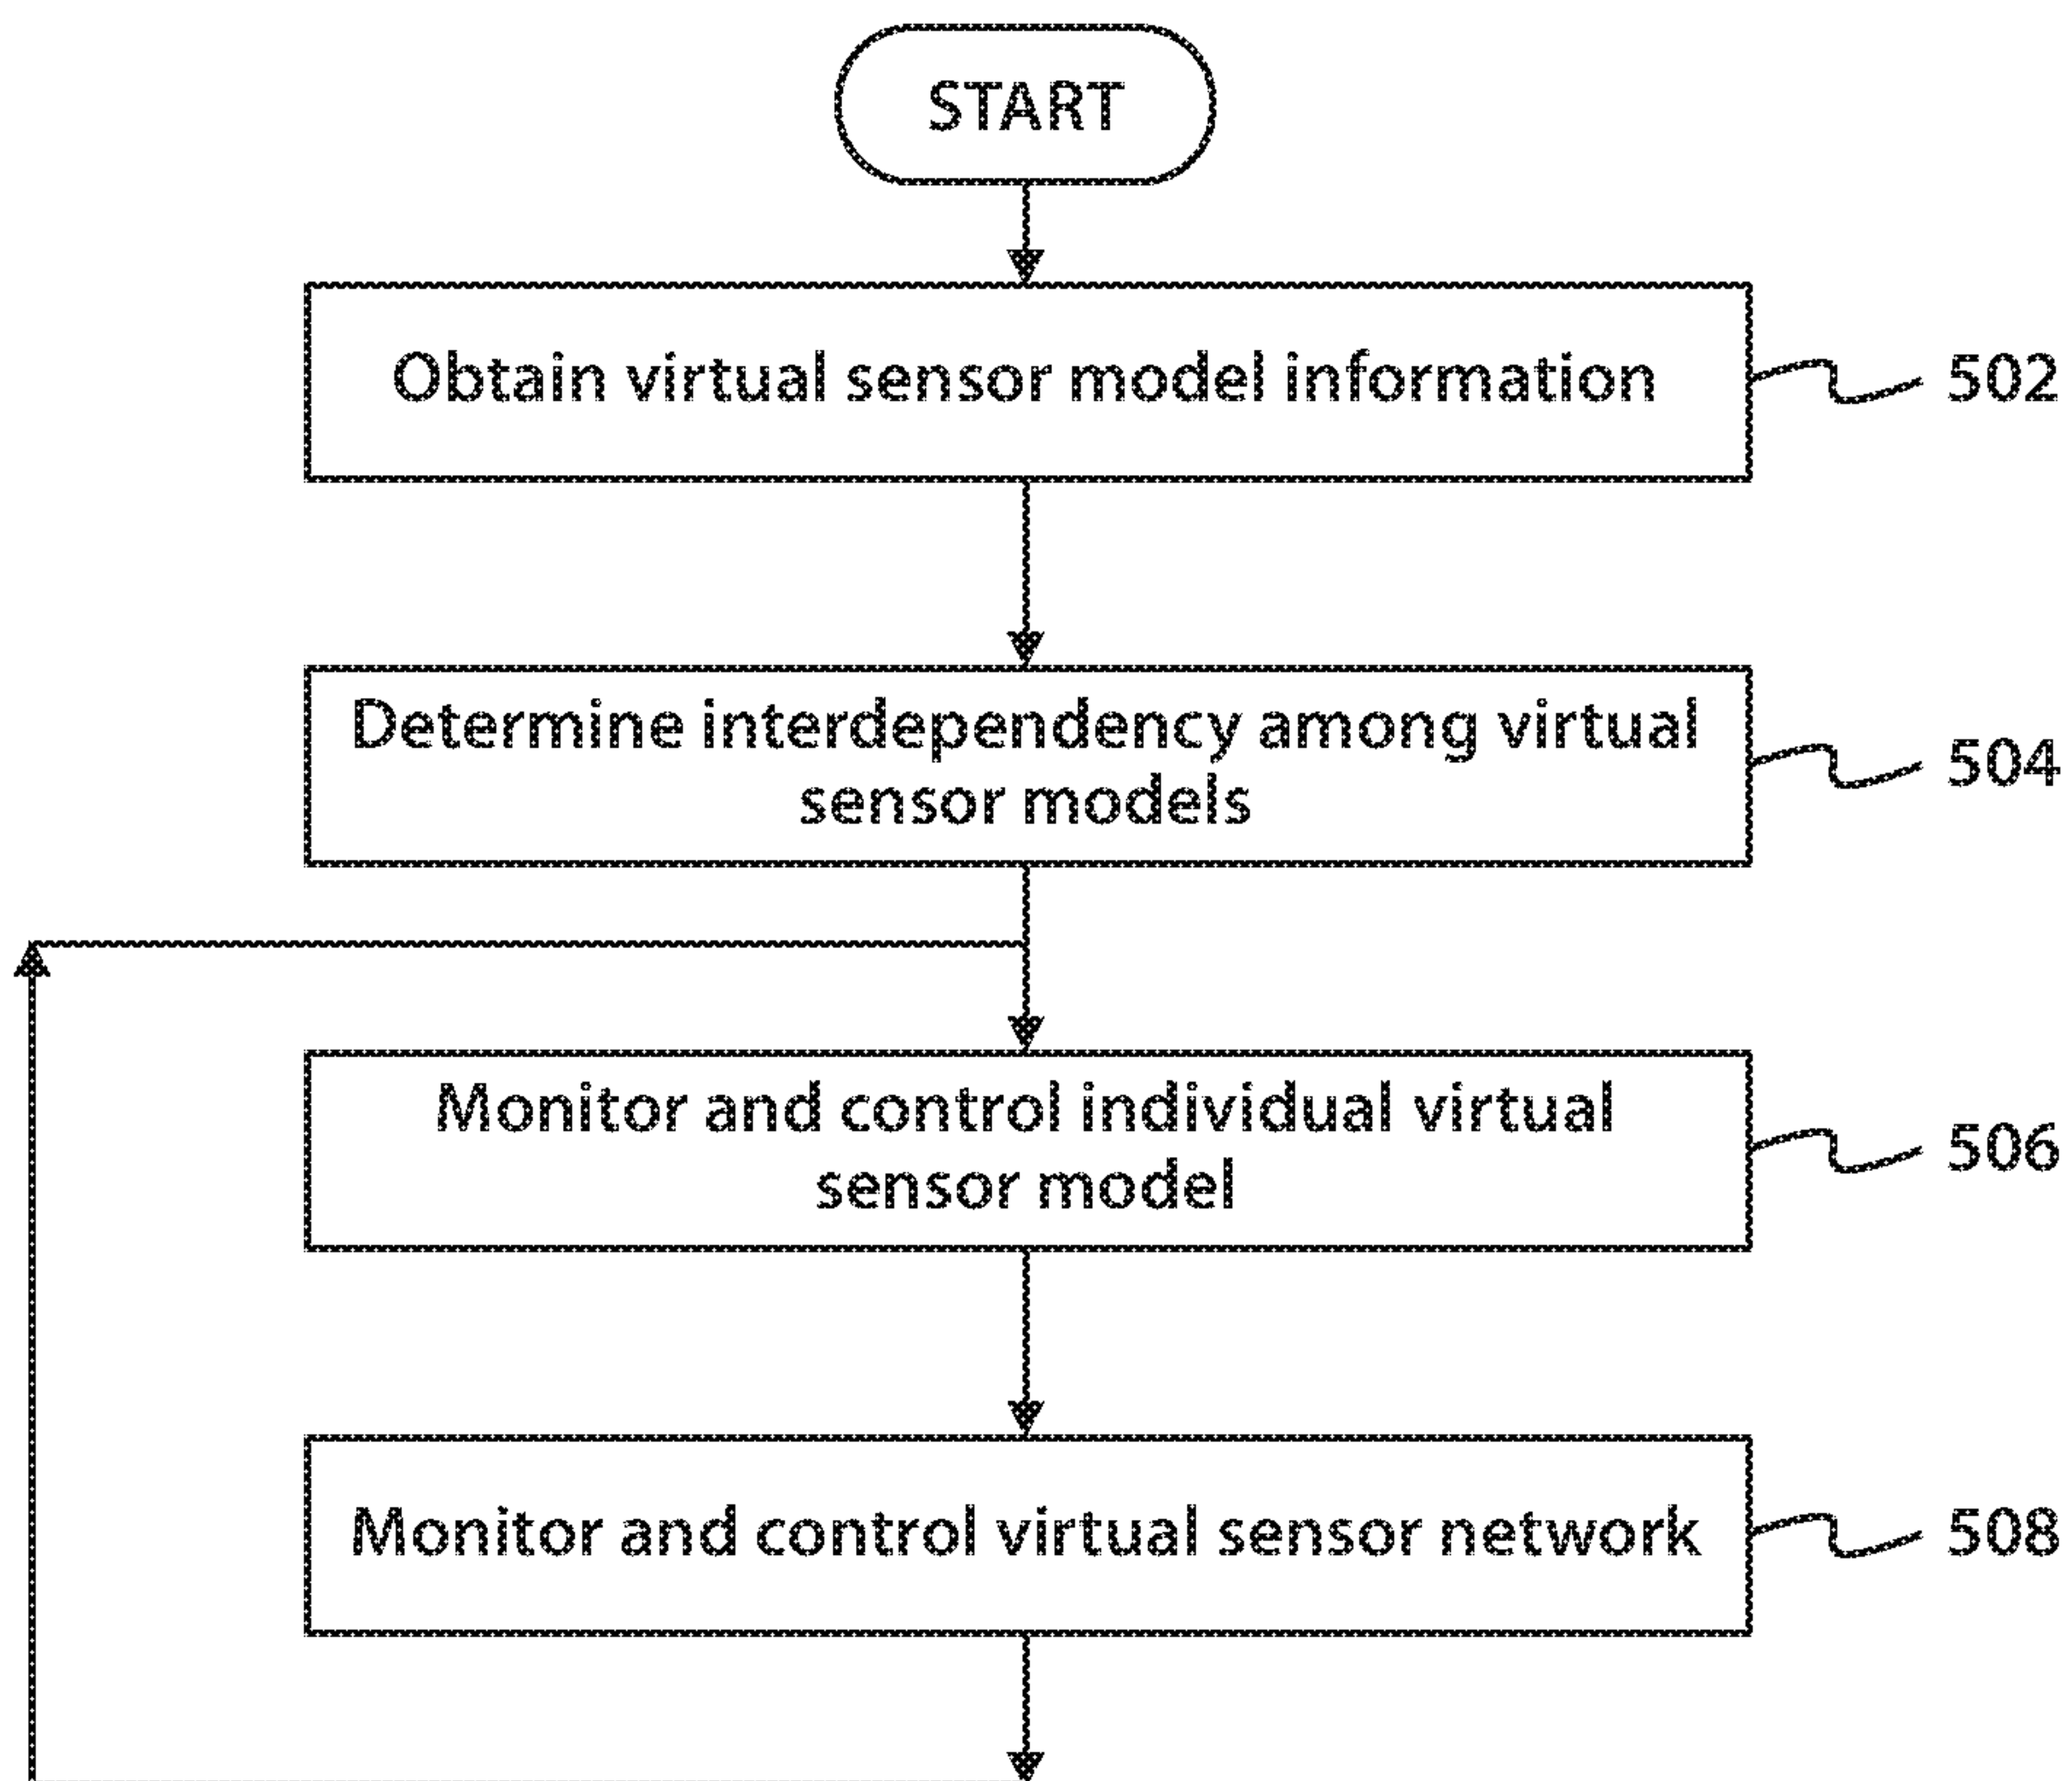 START
Obtain virtual sensor model information
502
Determine interdependency among virtual
sensor models
504
Monitor and control individual virtual
sensor model
506
Monitor and control virtual sensor network
508